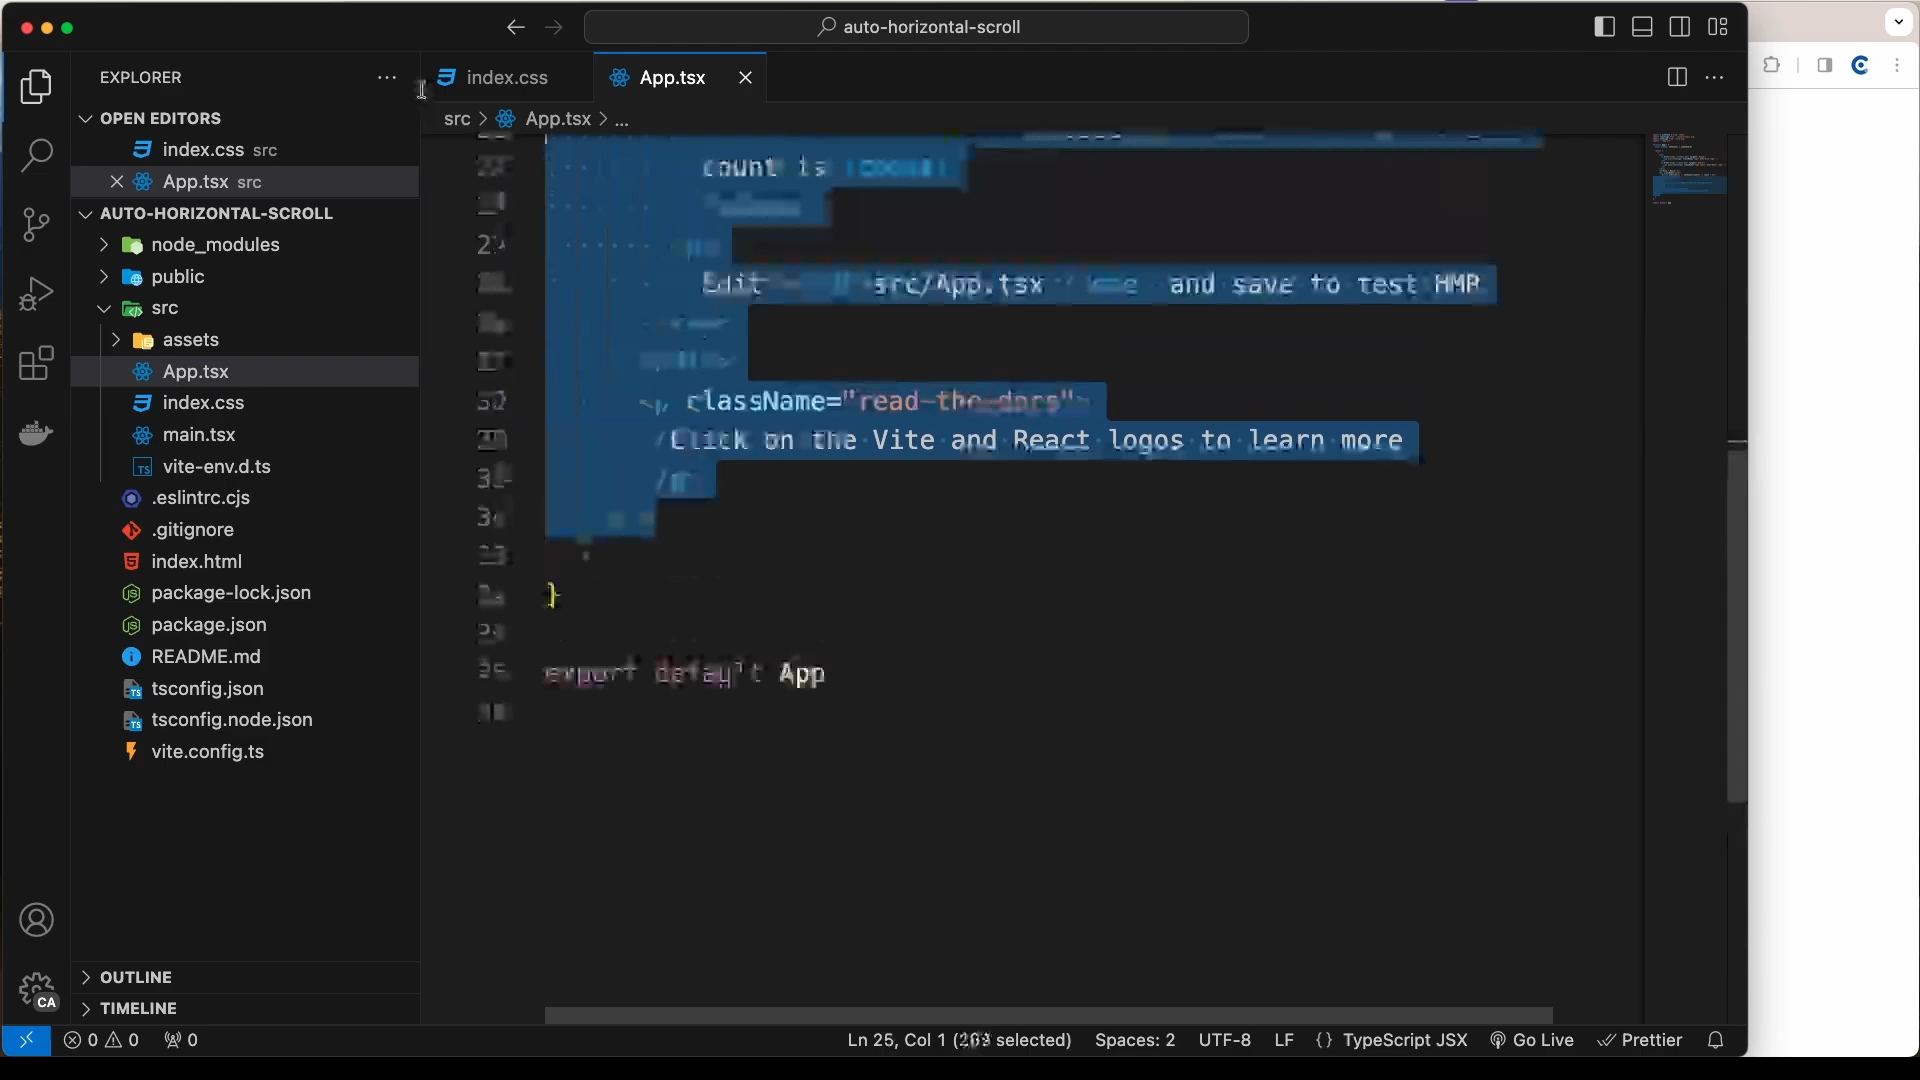 auto-horizontal-scroll
EXPLORER
index.css
App.tsx
OPEN EDITORS
src > App.tsx > ...
index.css src
App.tsx src
AUTO-HORIZONTAL-SCROLL
node_modules
public
src
assets
App.tsx
index.css
main.tsx
vite-env.d.ts
.eslintrc.cjs
.gitignore
index.html
package-lock.json
package.json
README.md
tsconfig.json
tsconfig.node.json
vite.config.ts
count is
Edit src/App.tsx and save to test HMR
className="read-the-docs"
Click on the Vite and React logos to learn more
}
export default App
OUTLINE
TIMELINE
CA
0 0 0
Ln 25, Col 1 ( selected)
Spaces: 2
UTF-8
LF
{} TypeScript JSX
Go Live
Prettier